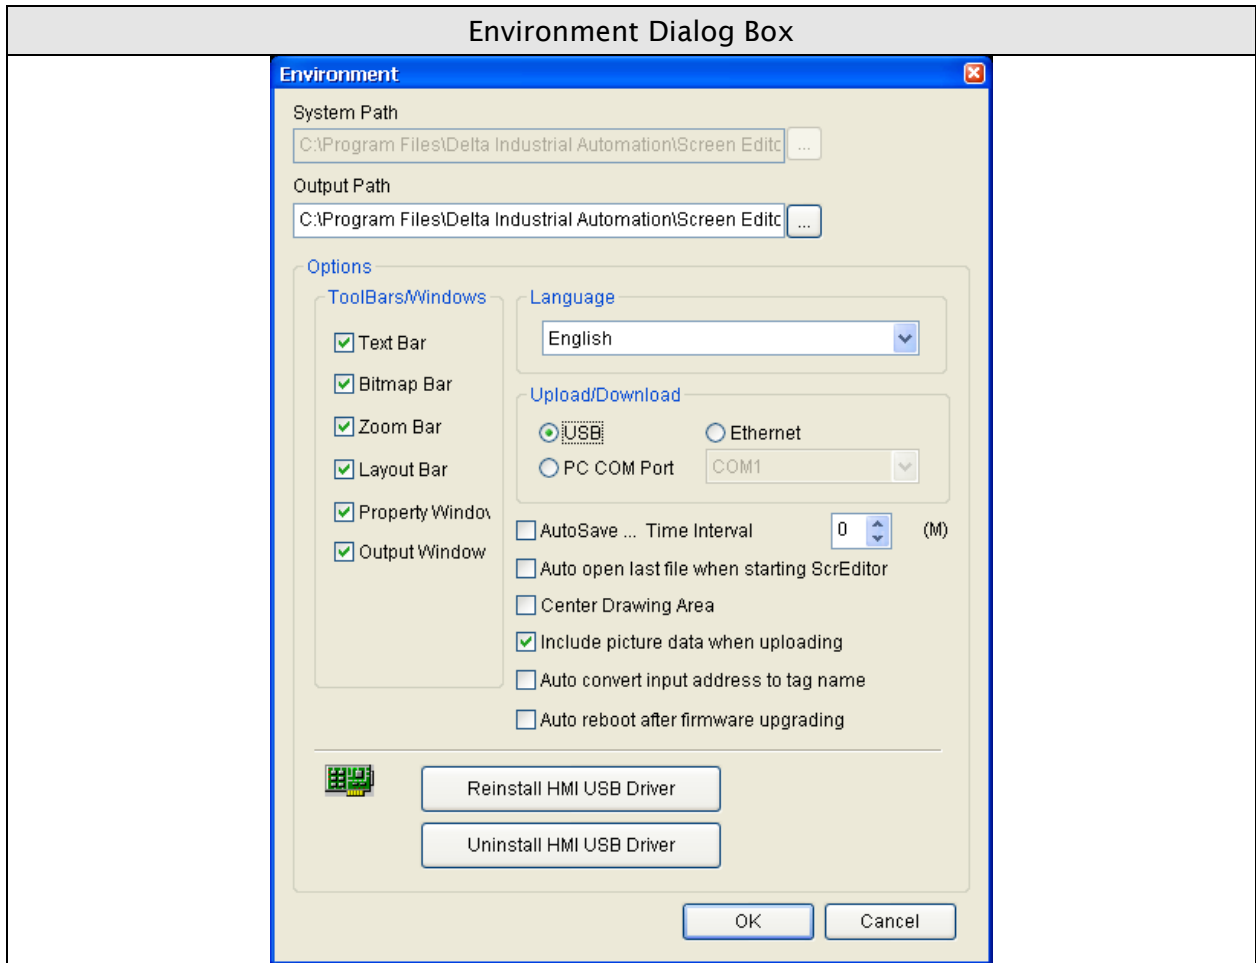 Environment Dialog Box
Environment
System Path
C:\Program Files\Delta Industrial Automation\Screen Editc ...
Output Path
C:\Program Files\Delta Industrial Automation\Screen Editc ...
Options
ToolBars/Windows
Text Bar
Bitmap Bar
Zoom Bar
Layout Bar
Property Window
Output Window
Language
English
Upload/Download
USB Ethernet
PC COM Port COM1
AutoSave ... Time Interval 0 (M)
Auto open last file when starting ScrEditor
Center Drawing Area
Include picture data when uploading
Auto convert input address to tag name
Auto reboot after firmware upgrading
Reinstall HMI USB Driver
Uninstall HMI USB Driver
OK Cancel